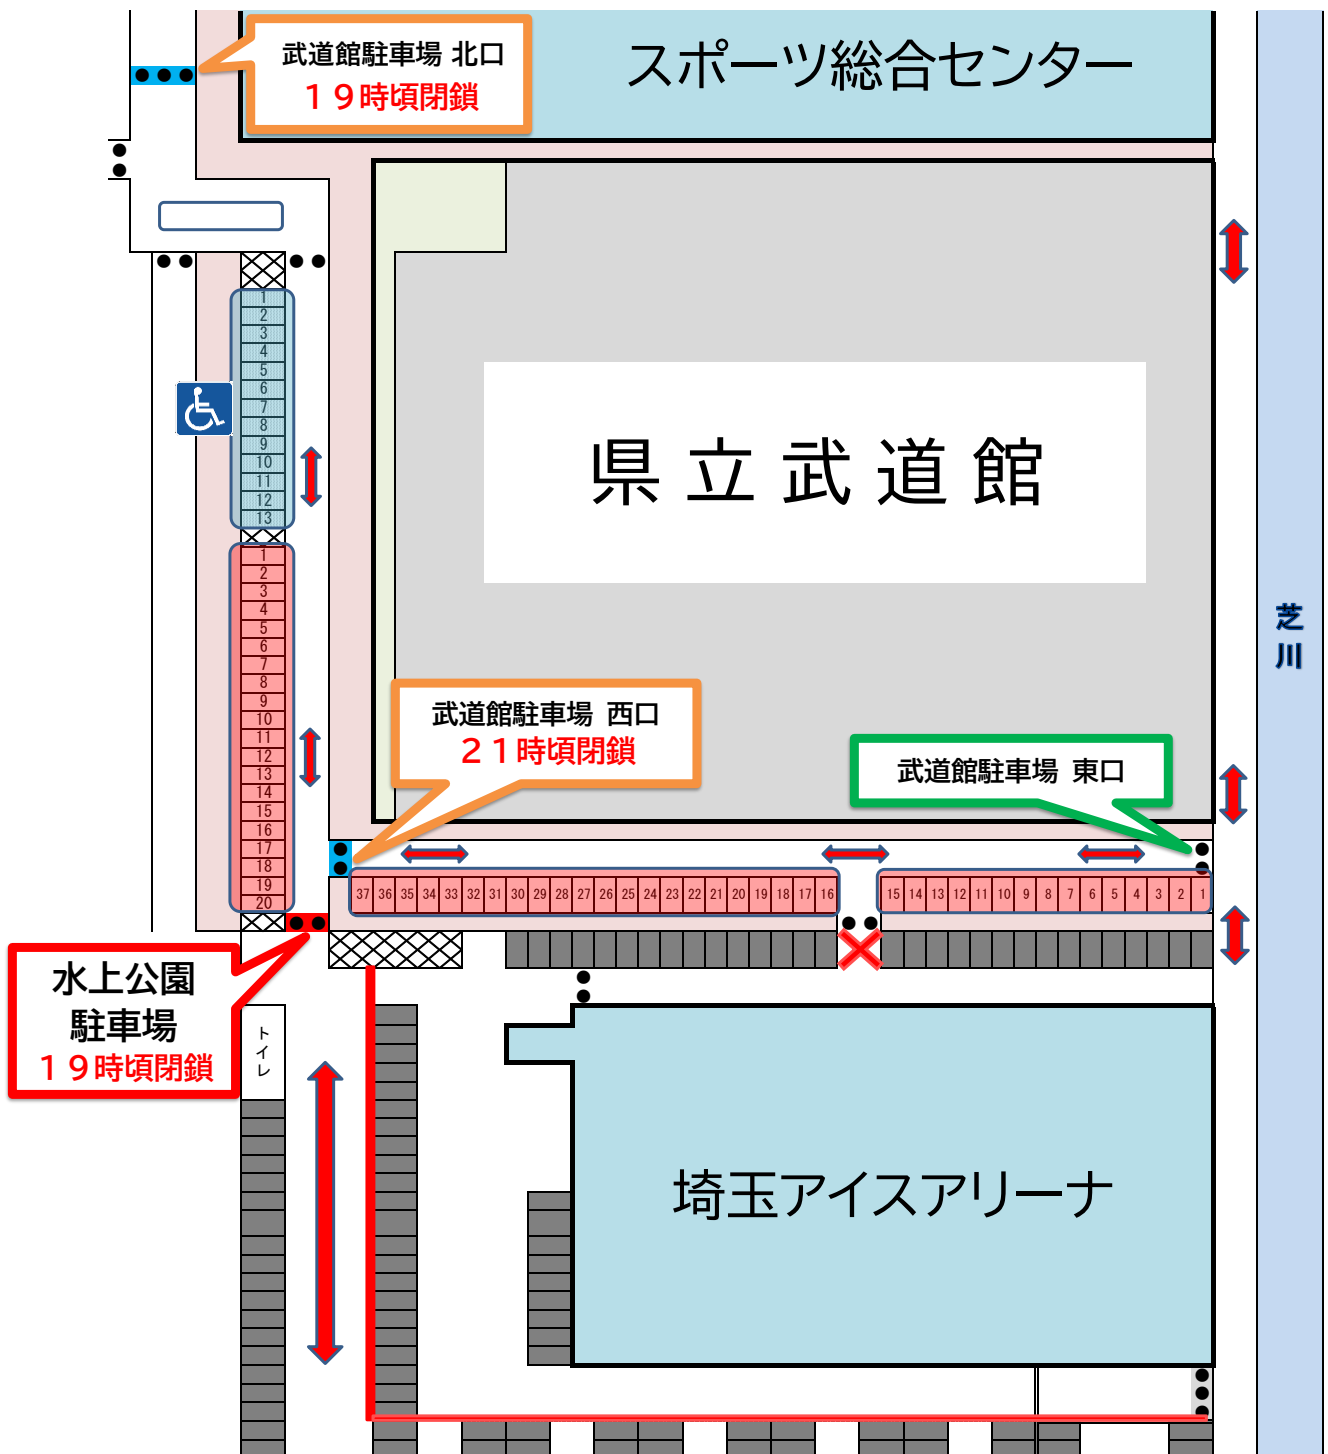 武道館駐車場 北口
１９時頃閉鎖
スポーツ総合センター
1
2
3
4
5
6
7
8
9
10
11
12
13
県立武道館
芝川
1
2
3
4
5
6
7
8
9
10
11
12
13
14
15
16
17
18
19
20
武道館駐車場 西口
２１時頃閉鎖
武道館駐車場 東口
37 36 35 34 33 32 31 30 29 28 27 26 25 24 23 22 21 20 19 18 17 16
15 14 13 12 11 10 9 8 7 6 5 4 3 2 1
水上公園
駐車場
１９時頃閉鎖
トイレ
埼玉アイスアリーナ